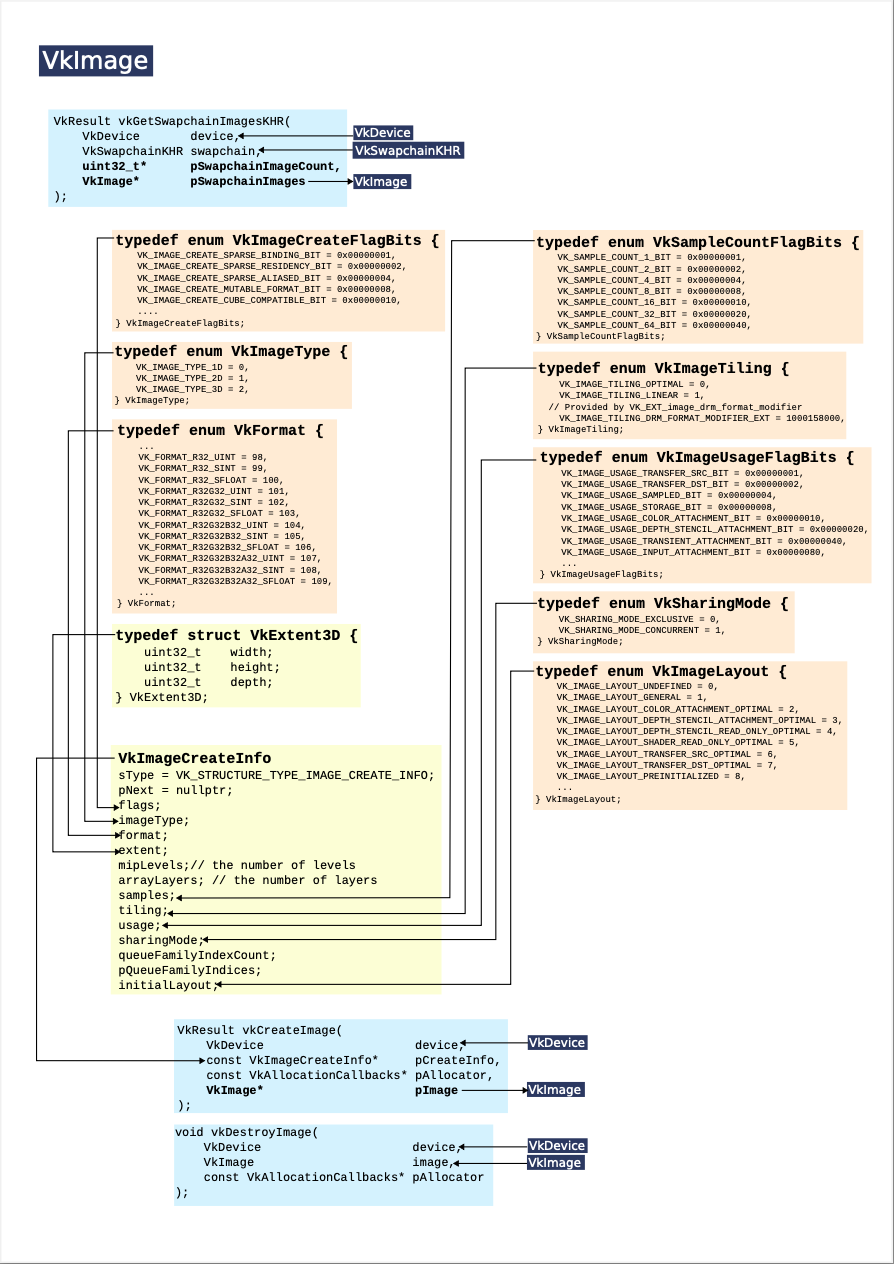 VkImage
VkResult vkGetSwapchainImagesKHR(
VkDevice device,
VkDevice
VkSwapchainKHR swapchain,
VkSwapchainKHR
uint32_t* pSwapchainImageCount,
VkImage* pSwapchainImages
VkImage
);
typedef enum VkImageCreateFlagBits {
VK_IMAGE_CREATE_SPARSE_BINDING_BIT = 0x00000001,
VK_IMAGE_CREATE_SPARSE_RESIDENCY_BIT = 0x00000002,
VK_IMAGE_CREATE_SPARSE_ALIASED_BIT = 0x00000004,
VK_IMAGE_CREATE_MUTABLE_FORMAT_BIT = 0x00000008,
VK_IMAGE_CREATE_CUBE_COMPATIBLE_BIT = 0x00000010,
....
} VkImageCreateFlagBits;
typedef enum VkImageType {
VK_IMAGE_TYPE_1D = 0,
VK_IMAGE_TYPE_2D = 1,
VK_IMAGE_TYPE_3D = 2,
} VkImageType;
typedef enum VkFormat {
...
VK_FORMAT_R32_UINT = 98,
VK_FORMAT_R32_SINT = 99,
VK_FORMAT_R32_SFLOAT = 100,
VK_FORMAT_R32G32_UINT = 101,
VK_FORMAT_R32G32_SINT = 102,
VK_FORMAT_R32G32_SFLOAT = 103,
VK_FORMAT_R32G32B32_UINT = 104,
VK_FORMAT_R32G32B32_SINT = 105,
VK_FORMAT_R32G32B32_SFLOAT = 106,
VK_FORMAT_R32G32B32A32_UINT = 107,
VK_FORMAT_R32G32B32A32_SINT = 108,
VK_FORMAT_R32G32B32A32_SFLOAT = 109,
...
} VkFormat;
typedef struct VkExtent3D {
uint32_t width;
uint32_t height;
uint32_t depth;
} VkExtent3D;
VkImageCreateInfo
sType = VK_STRUCTURE_TYPE_IMAGE_CREATE_INFO;
pNext = nullptr;
flags;
imageType;
format;
extent;
mipLevels;// the number of levels
arrayLayers; // the number of layers
samples;
tiling;
usage;
sharingMode;
queueFamilyIndexCount;
pQueueFamilyIndices;
initialLayout;
typedef enum VkSampleCountFlagBits {
VK_SAMPLE_COUNT_1_BIT = 0x00000001,
VK_SAMPLE_COUNT_2_BIT = 0x00000002,
VK_SAMPLE_COUNT_4_BIT = 0x00000004,
VK_SAMPLE_COUNT_8_BIT = 0x00000008,
VK_SAMPLE_COUNT_16_BIT = 0x00000010,
VK_SAMPLE_COUNT_32_BIT = 0x00000020,
VK_SAMPLE_COUNT_64_BIT = 0x00000040,
} VkSampleCountFlagBits;
typedef enum VkImageTiling {
VK_IMAGE_TILING_OPTIMAL = 0,
VK_IMAGE_TILING_LINEAR = 1,
// Provided by VK_EXT_image_drm_format_modifier
VK_IMAGE_TILING_DRM_FORMAT_MODIFIER_EXT = 1000158000,
} VkImageTiling;
typedef enum VkImageUsageFlagBits {
VK_IMAGE_USAGE_TRANSFER_SRC_BIT = 0x00000001,
VK_IMAGE_USAGE_TRANSFER_DST_BIT = 0x00000002,
VK_IMAGE_USAGE_SAMPLED_BIT = 0x00000004,
VK_IMAGE_USAGE_STORAGE_BIT = 0x00000008,
VK_IMAGE_USAGE_COLOR_ATTACHMENT_BIT = 0x00000010,
VK_IMAGE_USAGE_DEPTH_STENCIL_ATTACHMENT_BIT = 0x00000020,
VK_IMAGE_USAGE_TRANSIENT_ATTACHMENT_BIT = 0x00000040,
VK_IMAGE_USAGE_INPUT_ATTACHMENT_BIT = 0x00000080,
...
} VkImageUsageFlagBits;
typedef enum VkSharingMode {
VK_SHARING_MODE_EXCLUSIVE = 0,
VK_SHARING_MODE_CONCURRENT = 1,
} VkSharingMode;
typedef enum VkImageLayout {
VK_IMAGE_LAYOUT_UNDEFINED = 0,
VK_IMAGE_LAYOUT_GENERAL = 1,
VK_IMAGE_LAYOUT_COLOR_ATTACHMENT_OPTIMAL = 2,
VK_IMAGE_LAYOUT_DEPTH_STENCIL_ATTACHMENT_OPTIMAL = 3,
VK_IMAGE_LAYOUT_DEPTH_STENCIL_READ_ONLY_OPTIMAL = 4,
VK_IMAGE_LAYOUT_SHADER_READ_ONLY_OPTIMAL = 5,
VK_IMAGE_LAYOUT_TRANSFER_SRC_OPTIMAL = 6,
VK_IMAGE_LAYOUT_TRANSFER_DST_OPTIMAL = 7,
VK_IMAGE_LAYOUT_PREINITIALIZED = 8,
...
} VkImageLayout;
VkResult vkCreateImage(
VkDevice device,
VkDevice
const VkImageCreateInfo* pCreateInfo,
const VkAllocationCallbacks* pAllocator,
VkImage* pImage
VkImage
);
void vkDestroyImage(
VkDevice device,
VkDevice
VkImage image,
VkImage
const VkAllocationCallbacks* pAllocator
);